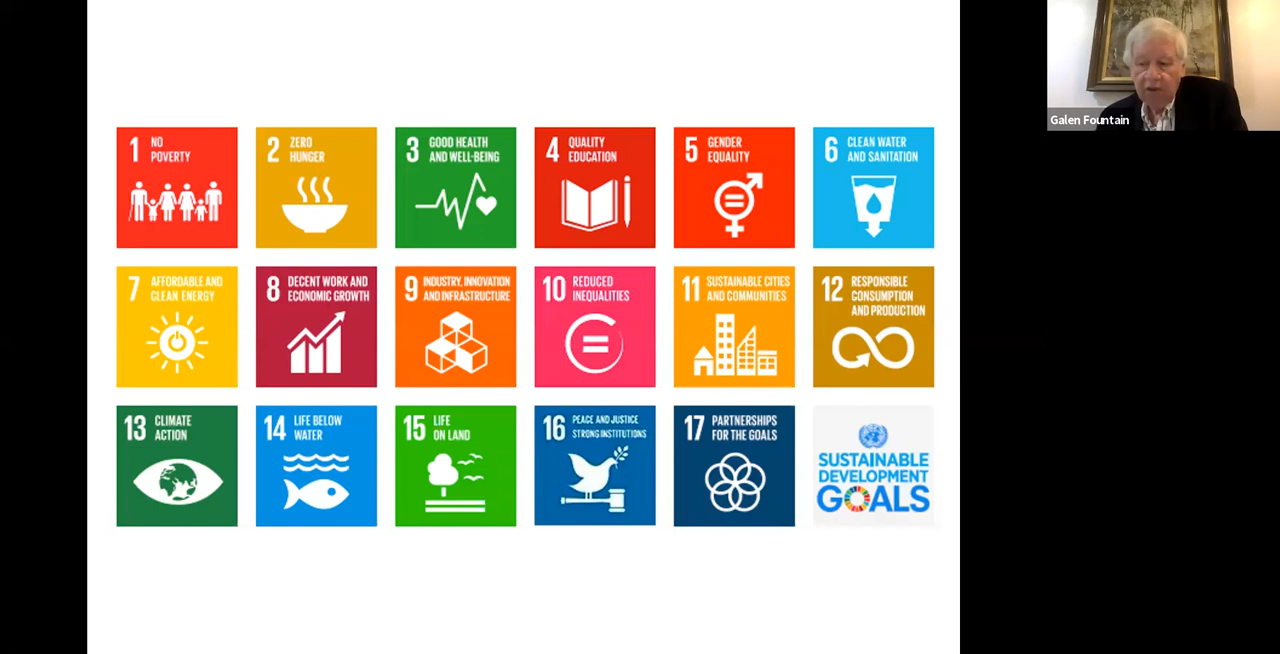 1 NO
POVERTY
2 ZERO
HUNGER
3 GOOD HEALTH
AND WELL-BEING
4 QUALITY
EDUCATION
5 GENDER
EQUALITY
6 CLEAN WATER
AND SANITATION
7 AFFORDABLE AND
CLEAN ENERGY
8 DECENT WORK AND
ECONOMIC GROWTH
9 INDUSTRY, INNOVATION
AND INFRASTRUCTURE
10 REDUCED
INEQUALITIES
11 SUSTAINABLE CITIES
AND COMMUNITIES
12 RESPONSIBLE
CONSUMPTION
AND PRODUCTION
13 CLIMATE
ACTION
14 LIFE BELOW
WATER
15 LIFE
ON LAND
16 PEACE AND JUSTICE
STRONG INSTITUTIONS
17 PARTNERSHIPS
FOR THE GOALS
SUSTAINABLE
DEVELOPMENT
GOALS
Galen Fountain